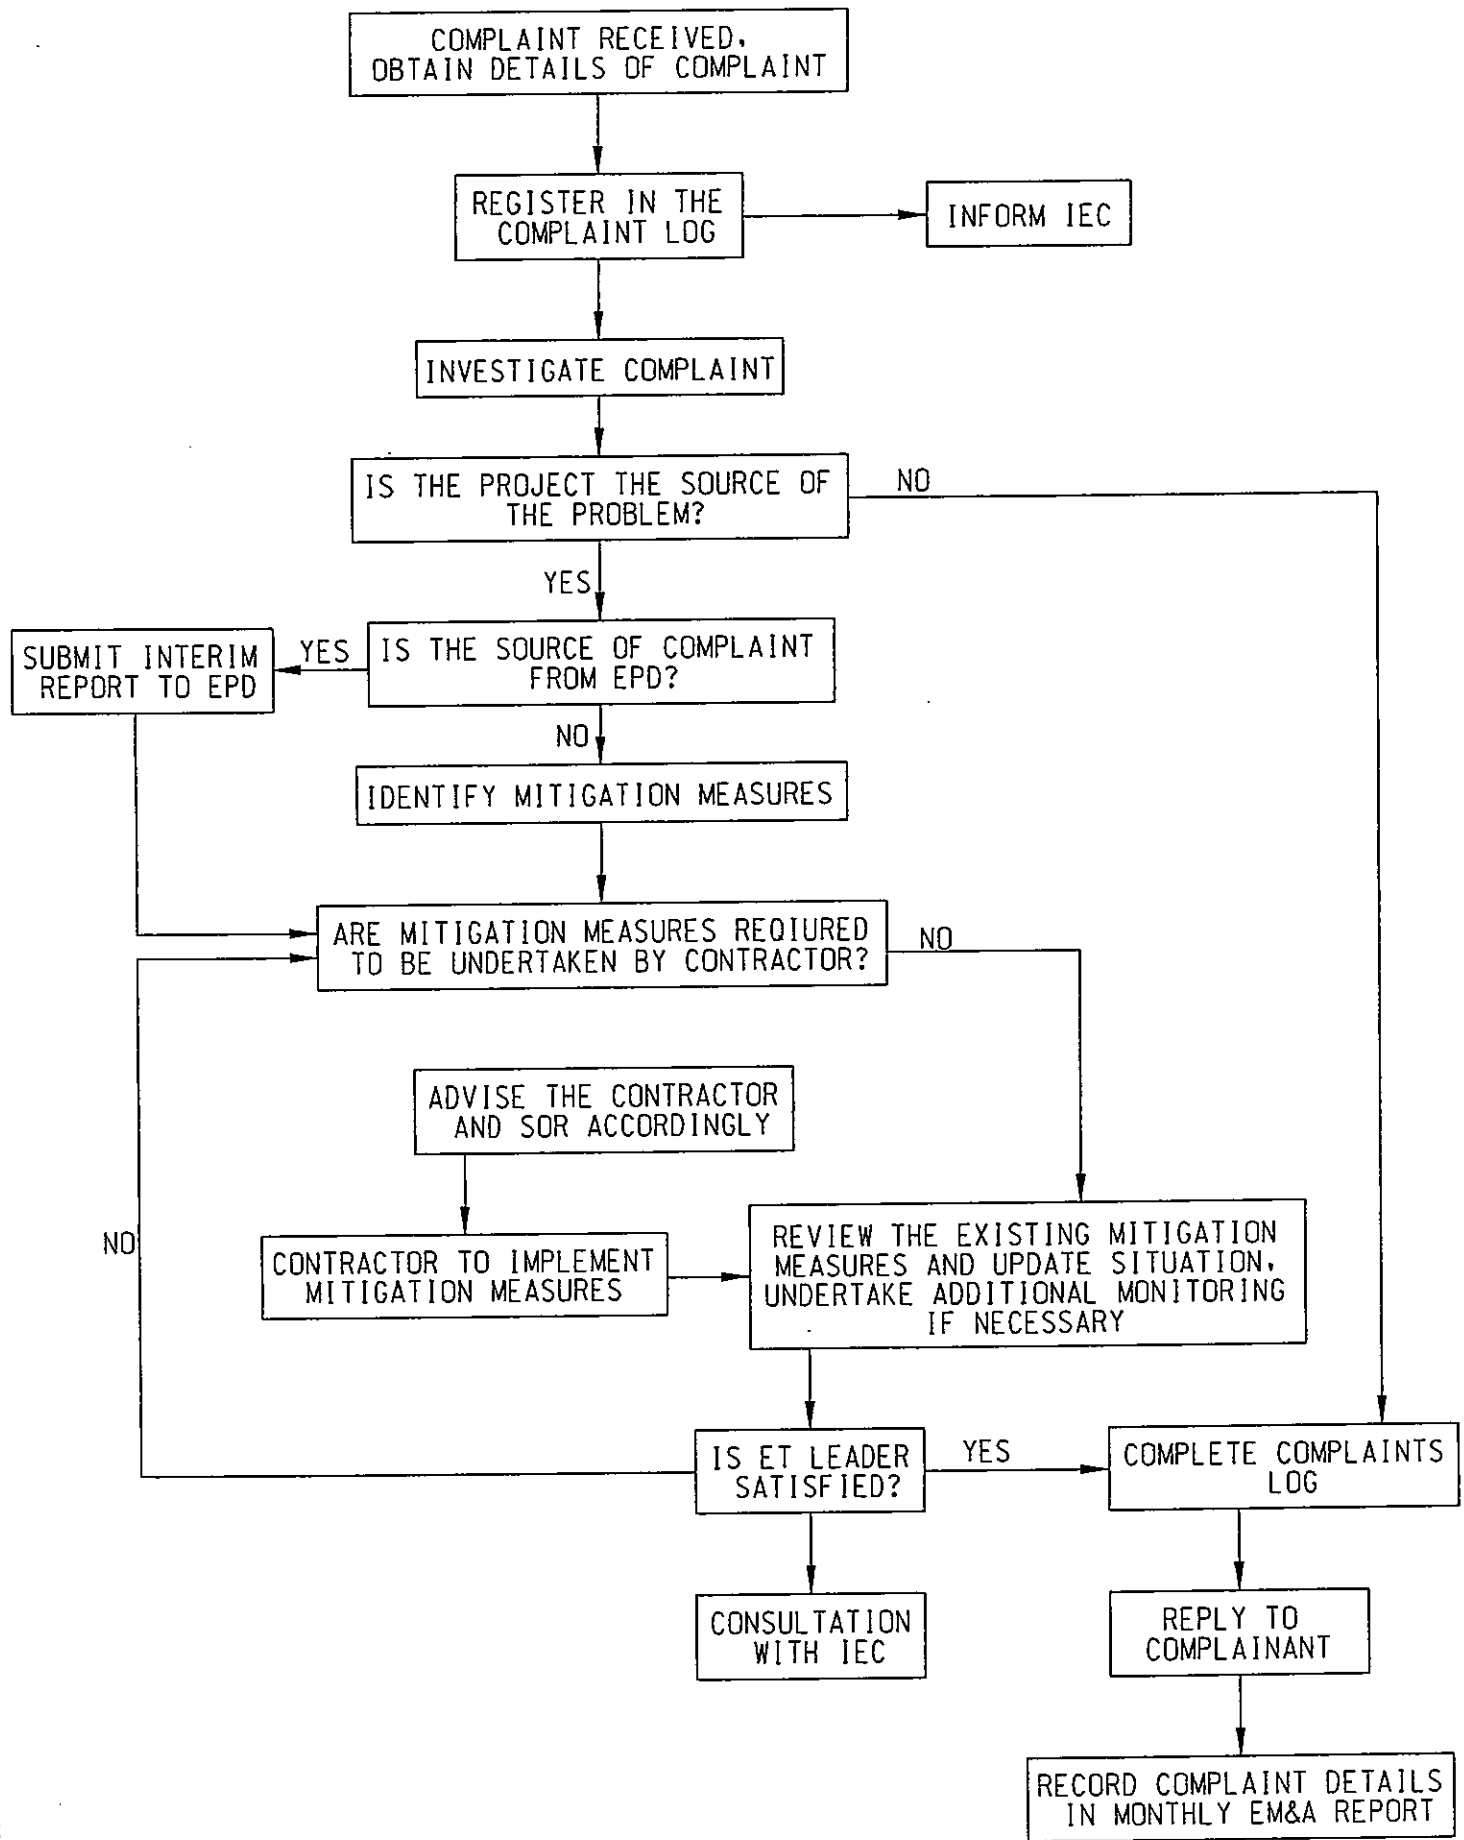 COMPLAINT RECEIVED,
OBTAIN DETAILS OF COMPLAINT
REGISTER IN THE
COMPLAINT LOG
INFORM IEC
INVESTIGATE COMPLAINT
IS THE PROJECT THE SOURCE OF
THE PROBLEM?
NO
YES
SUBMIT INTERIM
REPORT TO EPD
YES
IS THE SOURCE OF COMPLAINT
FROM EPD?
NO
IDENTIFY MITIGATION MEASURES
ARE MITIGATION MEASURES REQIURED
TO BE UNDERTAKEN BY CONTRACTOR?
NO
ADVISE THE CONTRACTOR
AND SOR ACCORDINGLY
NO
CONTRACTOR TO IMPLEMENT
MITIGATION MEASURES
REVIEW THE EXISTING MITIGATION
MEASURES AND UPDATE SITUATION,
UNDERTAKE ADDITIONAL MONITORING
IF NECESSARY
IS ET LEADER
SATISFIED?
YES
COMPLETE COMPLAINTS
LOG
CONSULTATION
WITH IEC
REPLY TO
COMPLAINANT
RECORD COMPLAINT DETAILS
IN MONTHLY EM&A REPORT